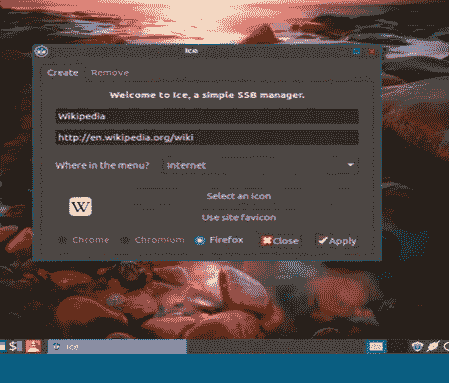 Ice
Create Remove
Welcome to Ice, a simple SSB manager.
Wikipedia
http://en.wikipedia.org/wiki
Where in the menu? Internet
W
Select an icon
Use site favicon
Chrome Chromium Firefox Close Apply
$ Ice